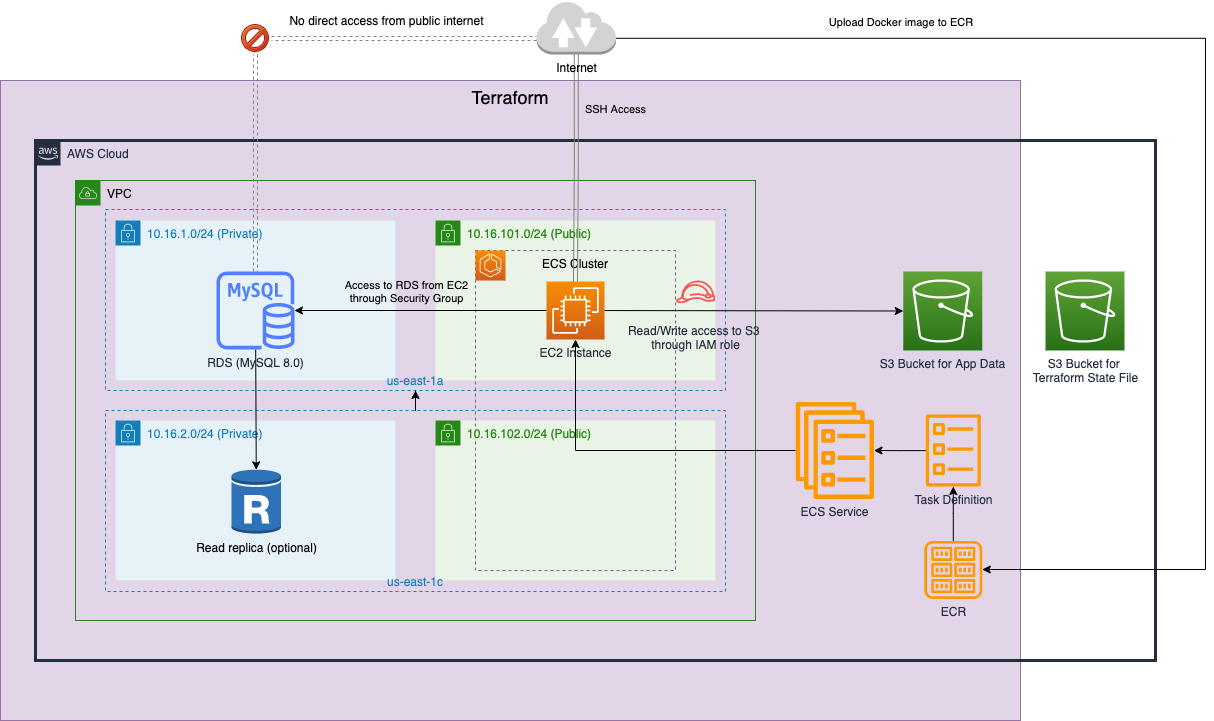 No direct access from public internet
Upload Docker image to ECR
Internet
Terraform
SSH Access
aws
AWS Cloud
VPC
10.16.1.0/24 (Private)
10.16.101.0/24 (Public)
ECS Cluster
MySQL
Access to RDS from EC2
through Security Group
Read/Write access to S3
through IAM role
EC2 Instance
RDS (MySQL 8.0)
S3 Bucket for App Data
S3 Bucket for
Terraform State File
us-east-1a
10.16.2.0/24 (Private)
10.16.102.0/24 (Public)
R
Read replica (optional)
ECS Service
Task Definition
us-east-1c
ECR